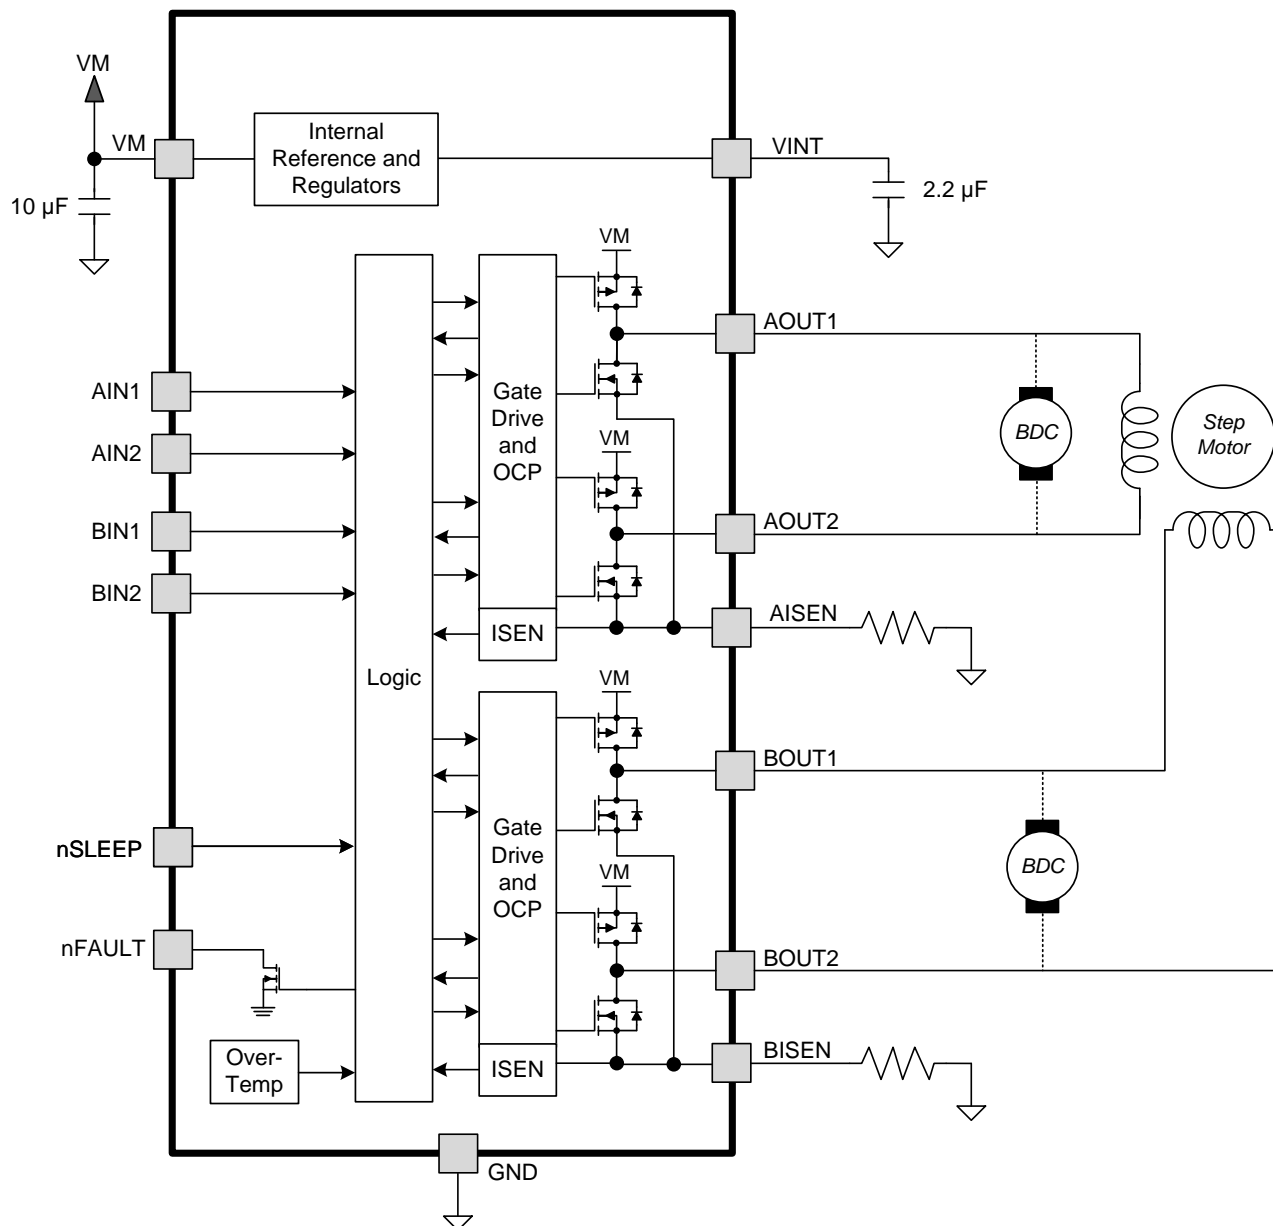 VM
VM
Internal
Reference and
Regulators
VINT
10 µF
2.2 µF
VM
AOUT1
AIN1
Gate
Drive
and
OCP
BDC
Step
Motor
AIN2
VM
BIN1
AOUT2
BIN2
ISEN
AISEN
Logic
VM
BOUT1
nSLEEP
Gate
Drive
and
OCP
VM
BDC
nFAULT
BOUT2
Over-
Temp
ISEN
BISEN
GND